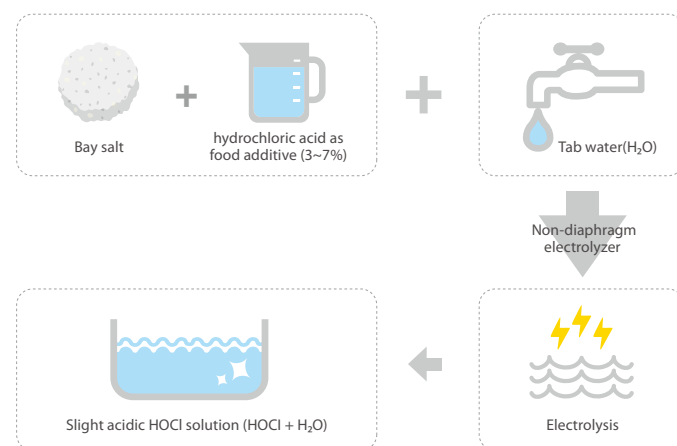 Bay salt
hydrochloric acid as
food additive (3~7%)
Tab water(H₂O)
Non-diaphragm
electrolyzer
Electrolysis
Slight acidic HOCl solution (HOCl + H₂O)